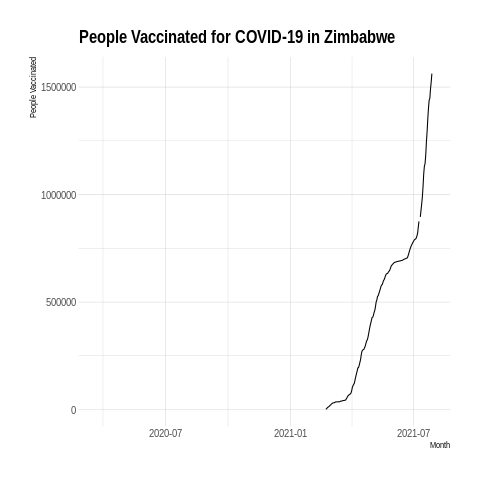 People Vaccinated for COVID-19 in Zimbabwe
People Vaccinated
1500000
1000000
500000
0
2020-07 2021-01 2021-07
Month